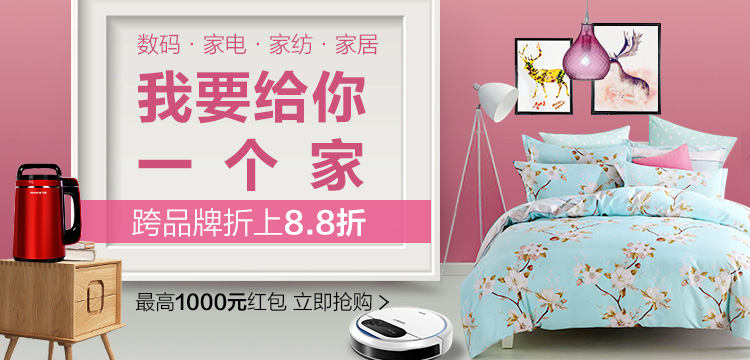 数码 · 家电 · 家纺 · 家居
我要给你
一个家
跨品牌折上8.8折
最高1000元红包 立即抢购 >